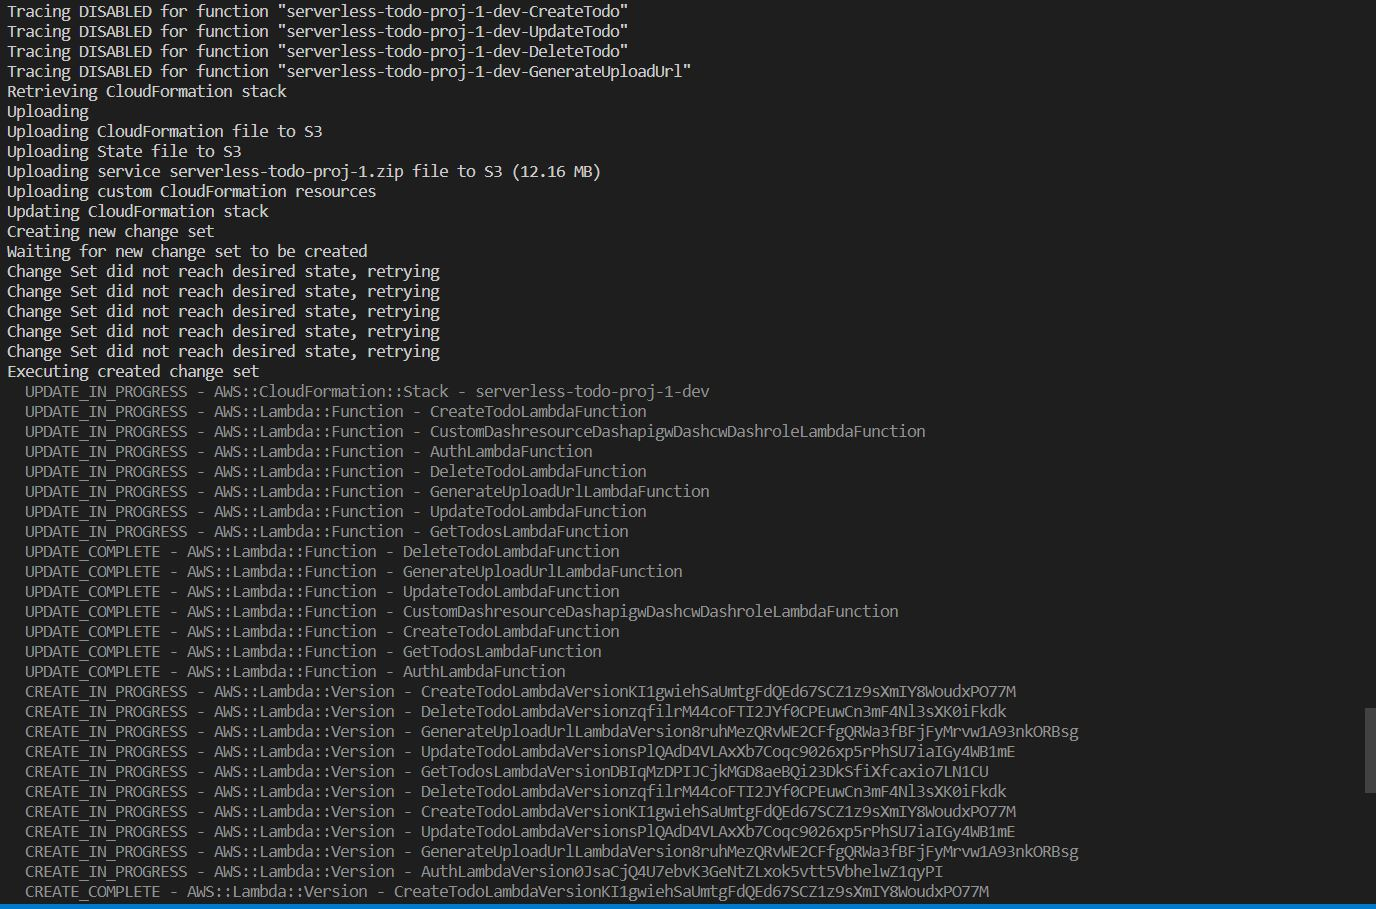 Tracing DISABLED for function "serverless-todo-proj-1-dev-CreateTodo"
Tracing DISABLED for function "serverless-todo-proj-1-dev-UpdateTodo"
Tracing DISABLED for function "serverless-todo-proj-1-dev-DeleteTodo"
Tracing DISABLED for function "serverless-todo-proj-1-dev-GenerateUploadUrl"
Retrieving CloudFormation stack
Uploading
Uploading CloudFormation file to S3
Uploading State file to S3
Uploading service serverless-todo-proj-1.zip file to S3 (12.16 MB)
Uploading custom CloudFormation resources
Updating CloudFormation stack
Creating new change set
Waiting for new change set to be created
Change Set did not reach desired state, retrying
Change Set did not reach desired state, retrying
Change Set did not reach desired state, retrying
Change Set did not reach desired state, retrying
Change Set did not reach desired state, retrying
Executing created change set
UPDATE_IN_PROGRESS - AWS::CloudFormation::Stack - serverless-todo-proj-1-dev
UPDATE_IN_PROGRESS - AWS::Lambda::Function - CreateTodoLambdaFunction
UPDATE_IN_PROGRESS - AWS::Lambda::Function - CustomDashresourceDashapigwDashcwDashroleLambdaFunction
UPDATE_IN_PROGRESS - AWS::Lambda::Function - AuthLambdaFunction
UPDATE_IN_PROGRESS - AWS::Lambda::Function - DeleteTodoLambdaFunction
UPDATE_IN_PROGRESS - AWS::Lambda::Function - GenerateUploadUrlLambdaFunction
UPDATE_IN_PROGRESS - AWS::Lambda::Function - UpdateTodoLambdaFunction
UPDATE_IN_PROGRESS - AWS::Lambda::Function - GetTodosLambdaFunction
UPDATE_COMPLETE - AWS::Lambda::Function - DeleteTodoLambdaFunction
UPDATE_COMPLETE - AWS::Lambda::Function - GenerateUploadUrlLambdaFunction
UPDATE_COMPLETE - AWS::Lambda::Function - UpdateTodoLambdaFunction
UPDATE_COMPLETE - AWS::Lambda::Function - CustomDashresourceDashapigwDashcwDashroleLambdaFunction
UPDATE_COMPLETE - AWS::Lambda::Function - CreateTodoLambdaFunction
UPDATE_COMPLETE - AWS::Lambda::Function - GetTodosLambdaFunction
UPDATE_COMPLETE - AWS::Lambda::Function - AuthLambdaFunction
CREATE_IN_PROGRESS - AWS::Lambda::Version - CreateTodoLambdaVersionKI1gwiehSaUmtgFdQEd67SCZ1z9sXmIY8WoudxPO77M
CREATE_IN_PROGRESS - AWS::Lambda::Version - DeleteTodoLambdaVersionzqfilrM44coFTI2JYf0CPEuwCn3mF4Nl3sXK0iFkdk
CREATE_IN_PROGRESS - AWS::Lambda::Version - GenerateUploadUrlLambdaVersion8ruhMezQRvWE2CFfgQRWa3fBFjFyMrvw1A93nkORBsg
CREATE_IN_PROGRESS - AWS::Lambda::Version - UpdateTodoLambdaVersionsPlQAdD4VLAxXb7Coqc9026xp5rPhSU7iaIGy4WB1mE
CREATE_IN_PROGRESS - AWS::Lambda::Version - GetTodosLambdaVersionDBIqMzDPIJCjkMGD8aeBQi23DkSfiXfcaxio7LN1CU
CREATE_IN_PROGRESS - AWS::Lambda::Version - DeleteTodoLambdaVersionzqfilrM44coFTI2JYf0CPEuwCn3mF4Nl3sXK0iFkdk
CREATE_IN_PROGRESS - AWS::Lambda::Version - CreateTodoLambdaVersionKI1gwiehSaUmtgFdQEd67SCZ1z9sXmIY8WoudxPO77M
CREATE_IN_PROGRESS - AWS::Lambda::Version - UpdateTodoLambdaVersionsPlQAdD4VLAxXb7Coqc9026xp5rPhSU7iaIGy4WB1mE
CREATE_IN_PROGRESS - AWS::Lambda::Version - GenerateUploadUrlLambdaVersion8ruhMezQRvWE2CFfgQRWa3fBFjFyMrvw1A93nkORBsg
CREATE_IN_PROGRESS - AWS::Lambda::Version - AuthLambdaVersion0JsaCjQ4U7ebvK3GeNtZLxok5vtt5VbhelwZ1qyPI
CREATE_COMPLETE - AWS::Lambda::Version - CreateTodoLambdaVersionKI1gwiehSaUmtgFdQEd67SCZ1z9sXmIY8WoudxPO77M